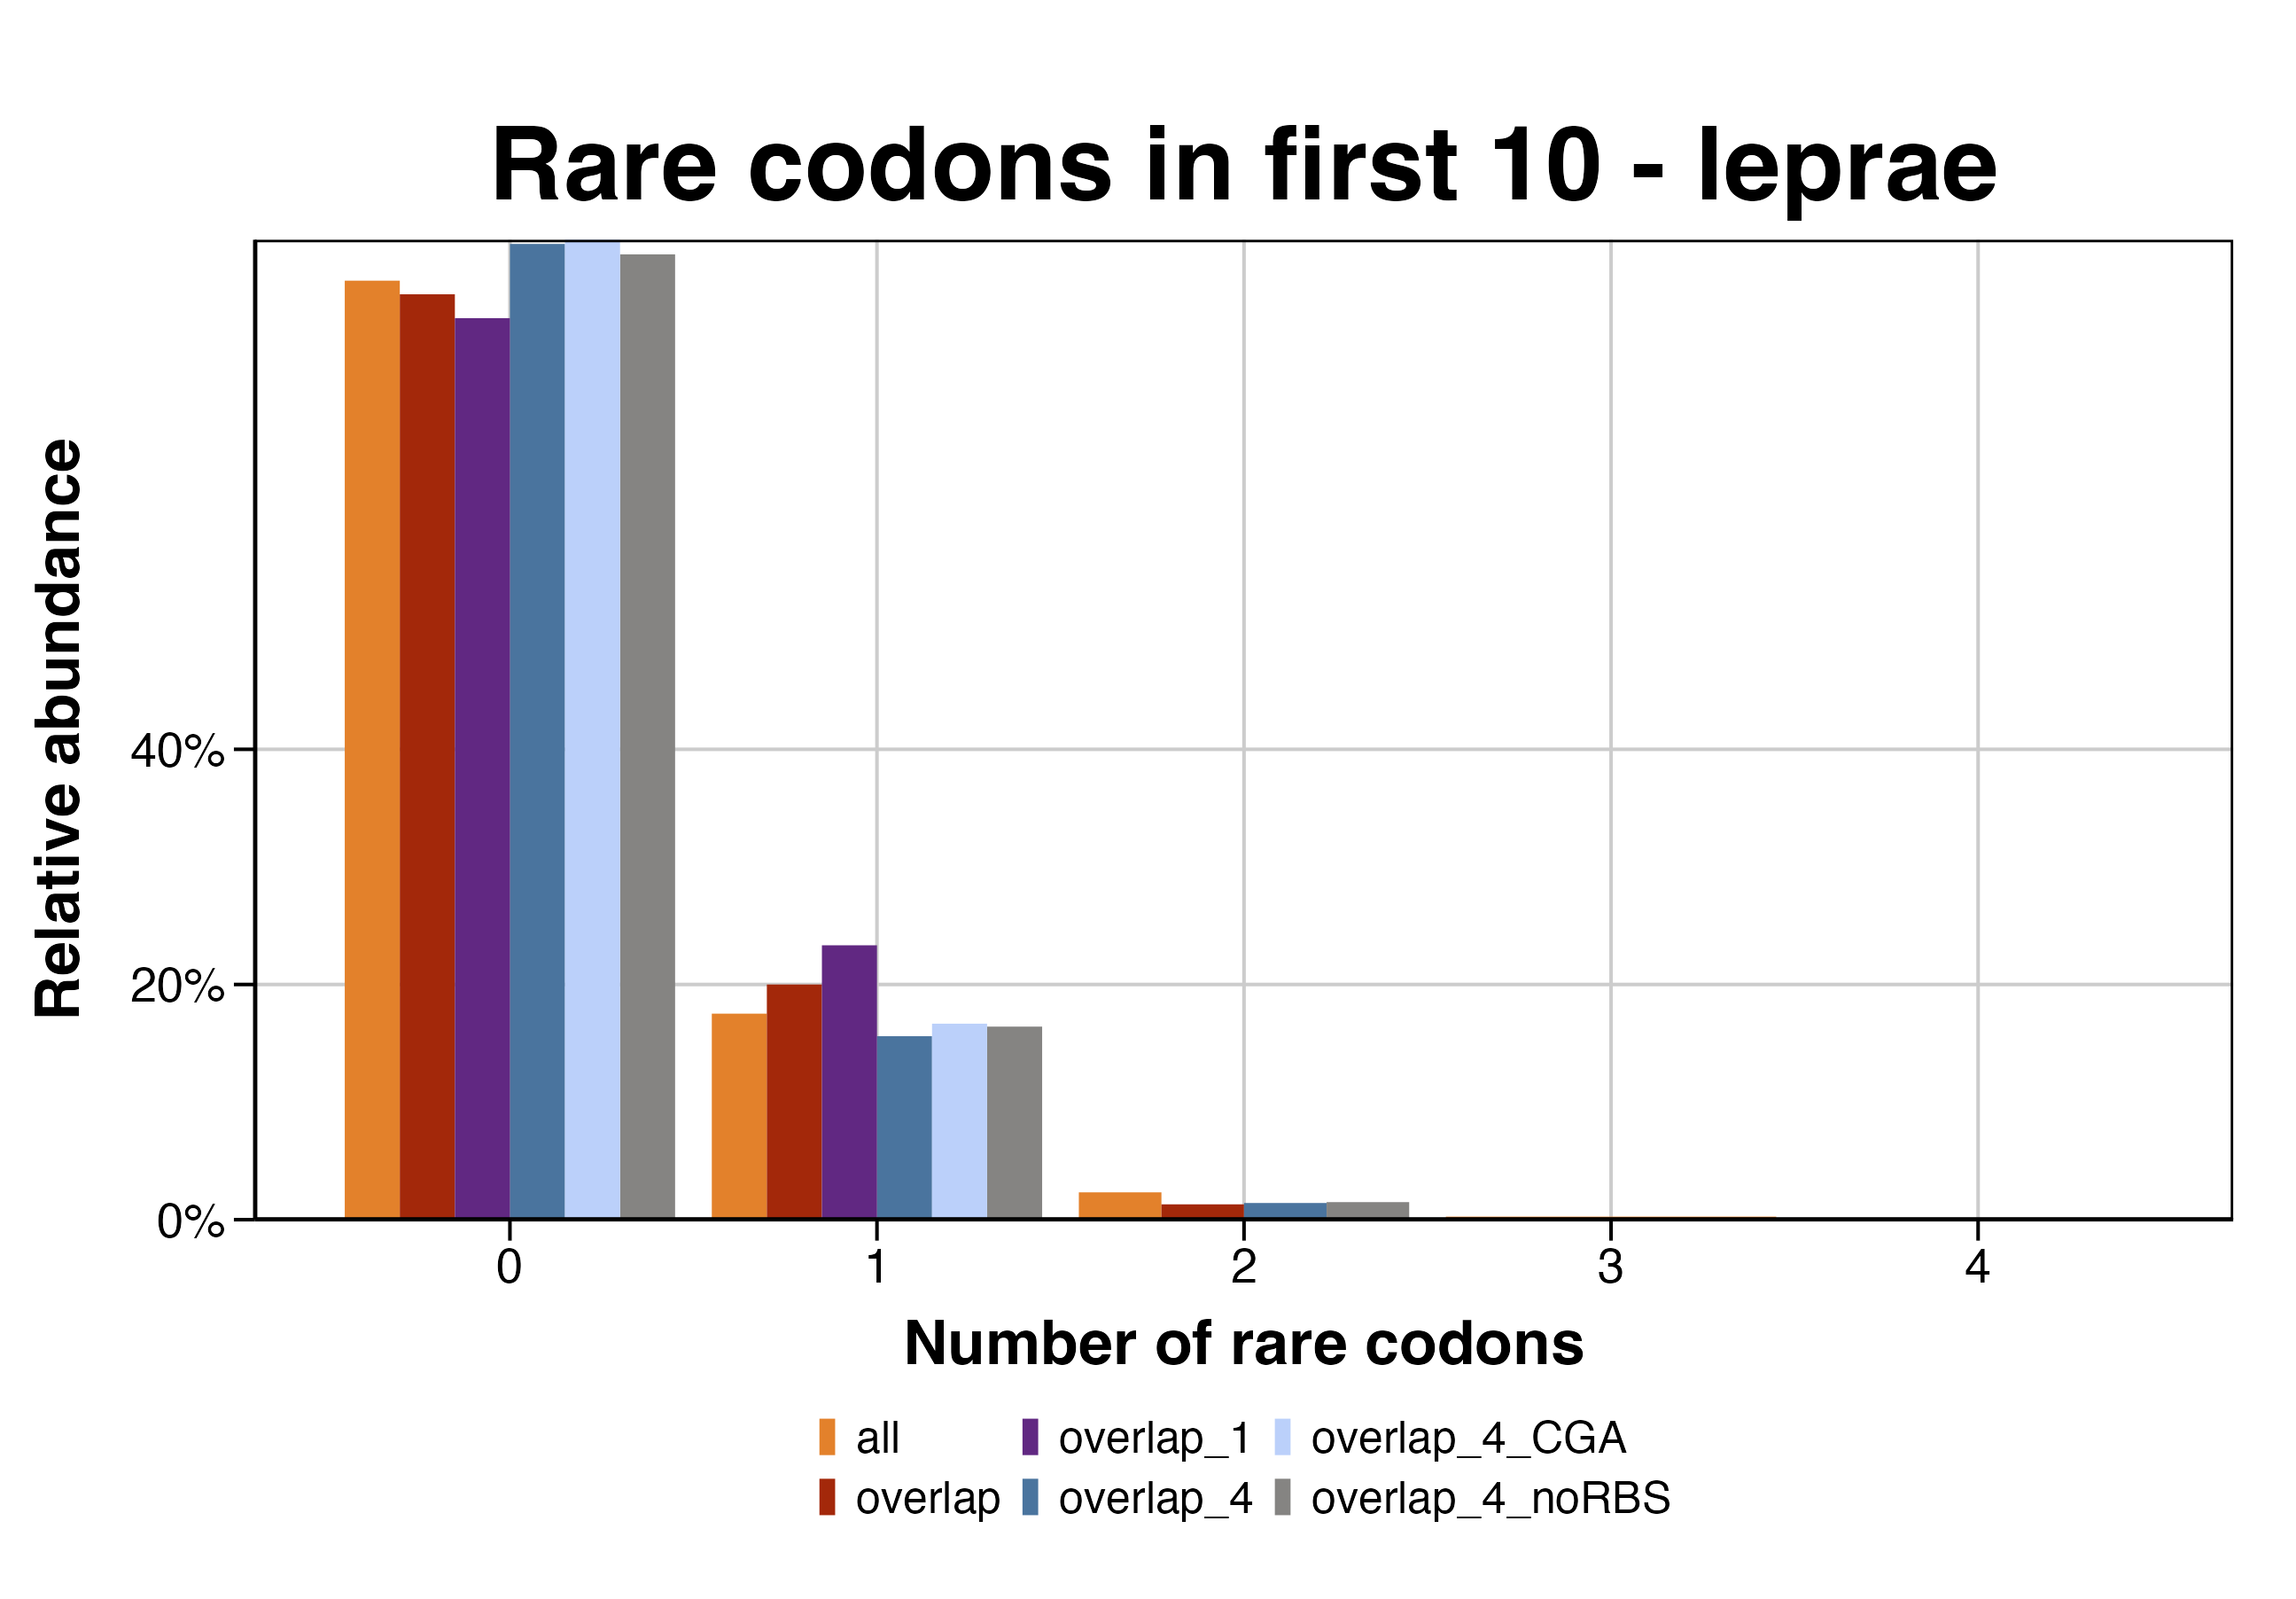 Rare codons in first 10 - leprae
Relative abundance
40%
20%
0%
0 1 2 3 4
Number of rare codons
all overlap_1 overlap_4_CGA
overlap overlap_4 overlap_4_noRBS